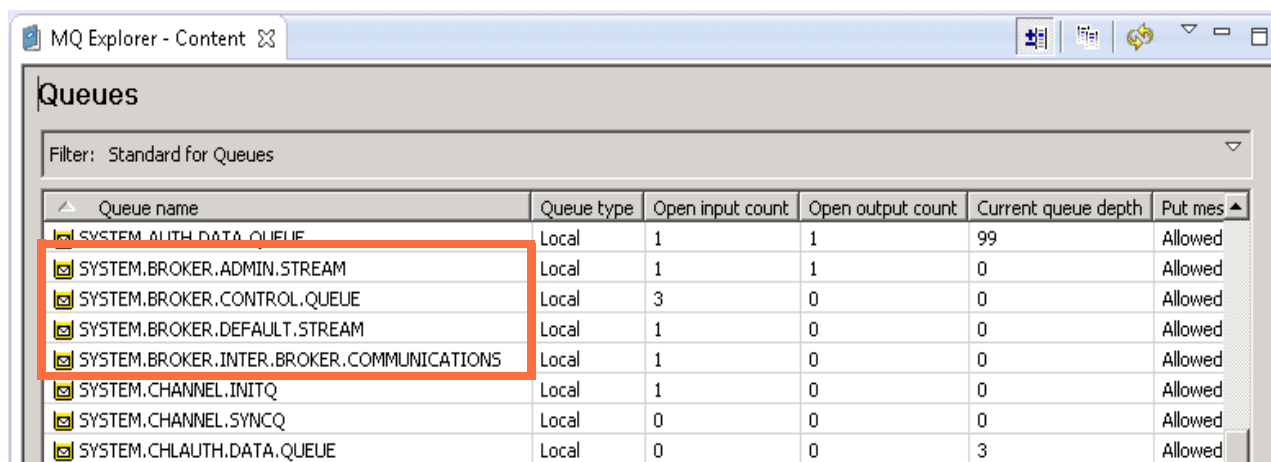 MQ Explorer - Content
Queues
Filter: Standard for Queues
Queue name Queue type Open input count Open output count Current queue depth Put mes
SYSTEM.AUTH.DATA.QUEUE Local 1 1 99 Allowed
SYSTEM.BROKER.ADMIN.STREAM Local 1 1 0 Allowed
SYSTEM.BROKER.CONTROL.QUEUE Local 3 0 0 Allowed
SYSTEM.BROKER.DEFAULT.STREAM Local 1 0 0 Allowed
SYSTEM.BROKER.INTER.BROKER.COMMUNICATIONS Local 1 0 0 Allowed
SYSTEM.CHANNEL.INITQ Local 1 0 0 Allowed
SYSTEM.CHANNEL.SYNCQ Local 0 0 0 Allowed
SYSTEM.CHLAUTH.DATA.QUEUE Local 0 0 3 Allowed